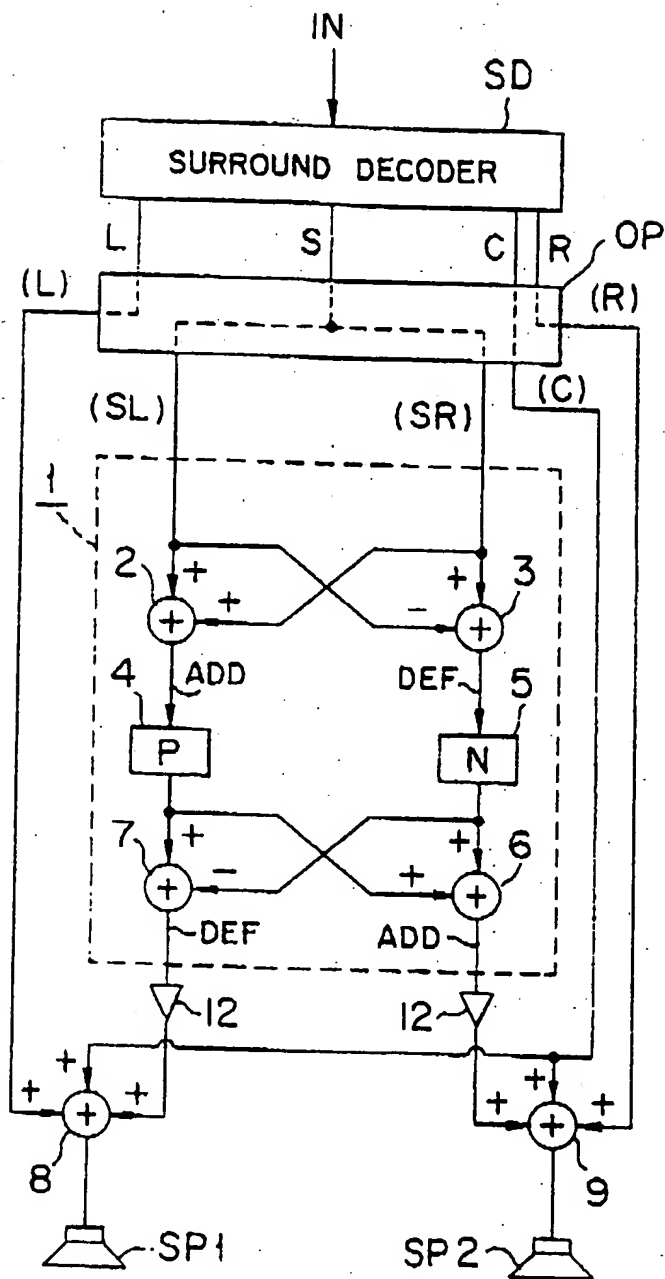 IN
SD
SURROUND DECODER
L S C R OP
(L) (R)
(C)
(SL) (SR)
1
2 + + + - 3
+ +
4 ADD DEF 5
P N
7 + - + + 6
+ +
DEF ADD
12 12
+ + + + + +
+ +
8 9
SP1 SP2